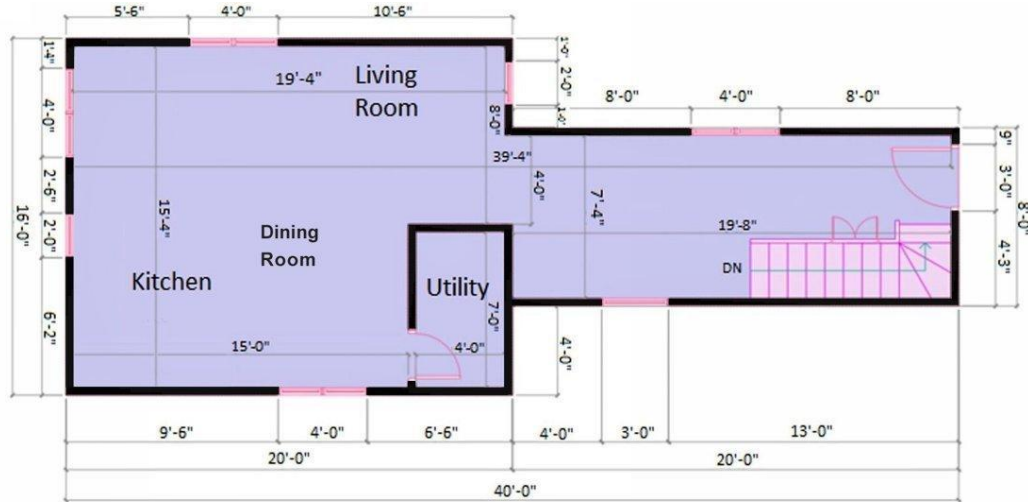 5'-6" 4'-0" 10'-6"
1'4"
4'-0"
2'-6"
2'-0"
6'-2"
16'-0"
19'-4"
Living
Room
1'-0"
2'-0"
1'-0"
8'-0"
8'-0" 4'-0" 8'-0"
39'-4"
4'-0"
7'-4"
9"
3'-0"
8'-0"
4'-3"
15'-4"
Dining
Room
19'-8"
Kitchen
Utility
DN
7'-0"
15'-0"
4'-0"
4'-0"
9'-6" 4'-0" 6'-6" 4'-0" 3'-0" 13'-0"
20'-0" 20'-0"
40'-0"